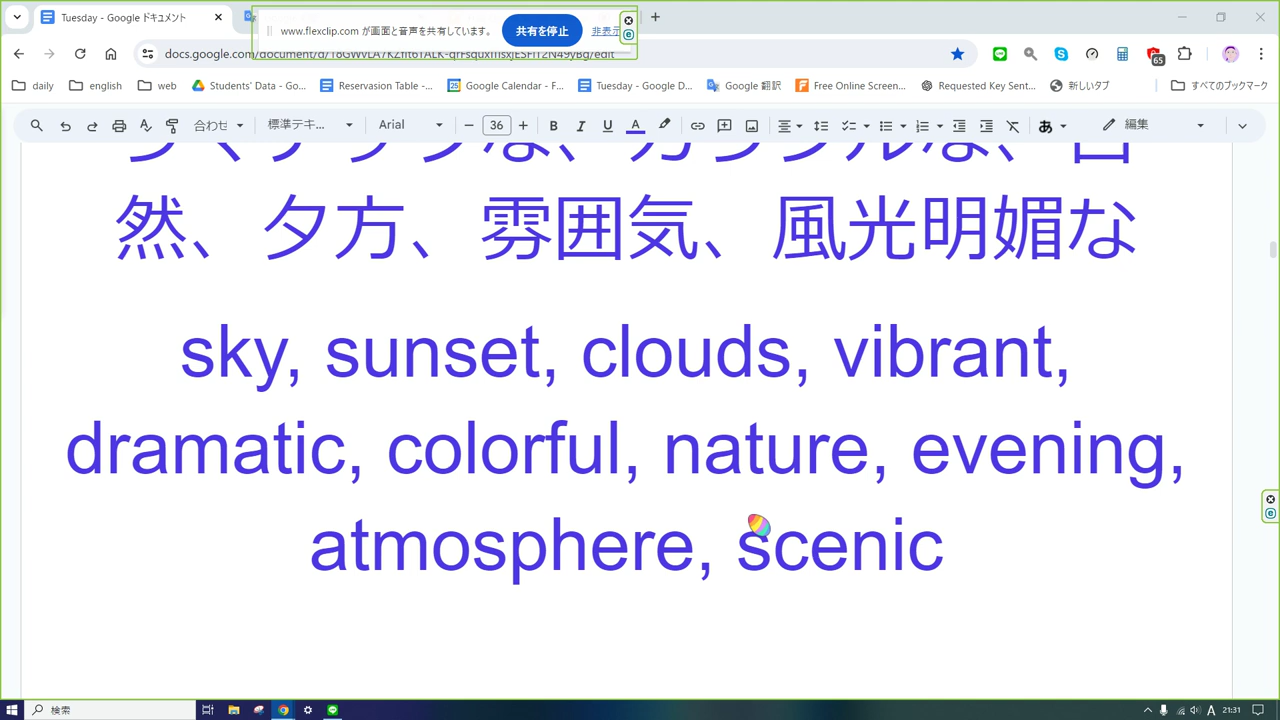 Tuesday - Google ドキュメント
www.flexclip.com が画面と音声を共有しています。
共有を停止
非表示
65
daily
english
web
Students' Data - Go...
Reservasion Table -...
Google Calendar - F...
Tuesday - Google D...
Google 翻訳
Free Online Screen...
Requested Key Sent...
新しいタブ
すべてのブックマーク
合わせ
標準テキ...
Arial
36
編集
然、夕方、雰囲気、風光明媚な
sky, sunset, clouds, vibrant,
dramatic, colorful, nature, evening,
atmosphere, scenic
検索
A
21:31